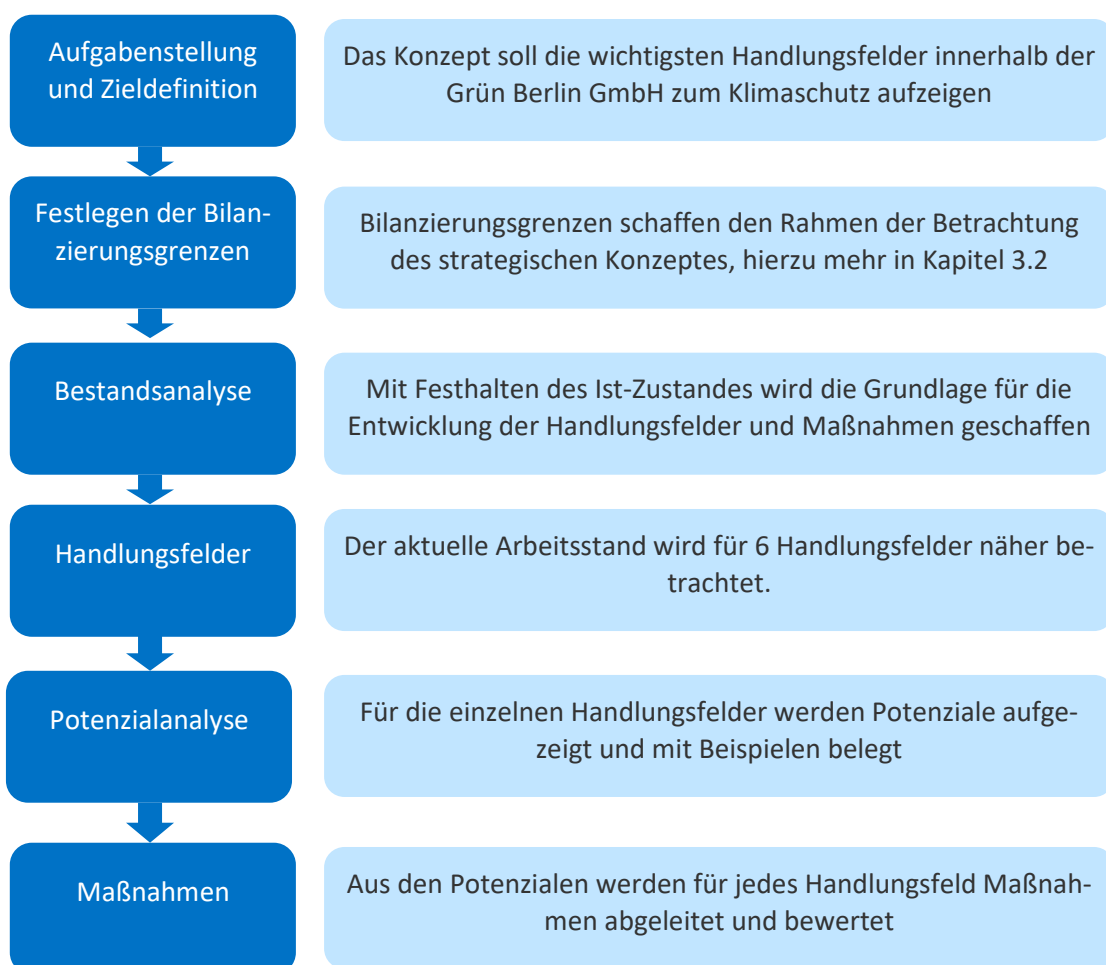 Aufgabenstellung
und Zieldefinition
Das Konzept soll die wichtigsten Handlungsfelder innerhalb der
Grün Berlin GmbH zum Klimaschutz aufzeigen
Festlegen der Bilan-
zierungsgrenzen
Bilanzierungsgrenzen schaffen den Rahmen der Betrachtung
des strategischen Konzeptes, hierzu mehr in Kapitel 3.2
Bestandsanalyse
Mit Festhalten des Ist-Zustandes wird die Grundlage für die
Entwicklung der Handlungsfelder und Maßnahmen geschaffen
Handlungsfelder
Der aktuelle Arbeitsstand wird für 6 Handlungsfelder näher be-
trachtet.
Potenzialanalyse
Für die einzelnen Handlungsfelder werden Potenziale aufge-
zeigt und mit Beispielen belegt
Maßnahmen
Aus den Potenzialen werden für jedes Handlungsfeld Maßnah-
men abgeleitet und bewertet